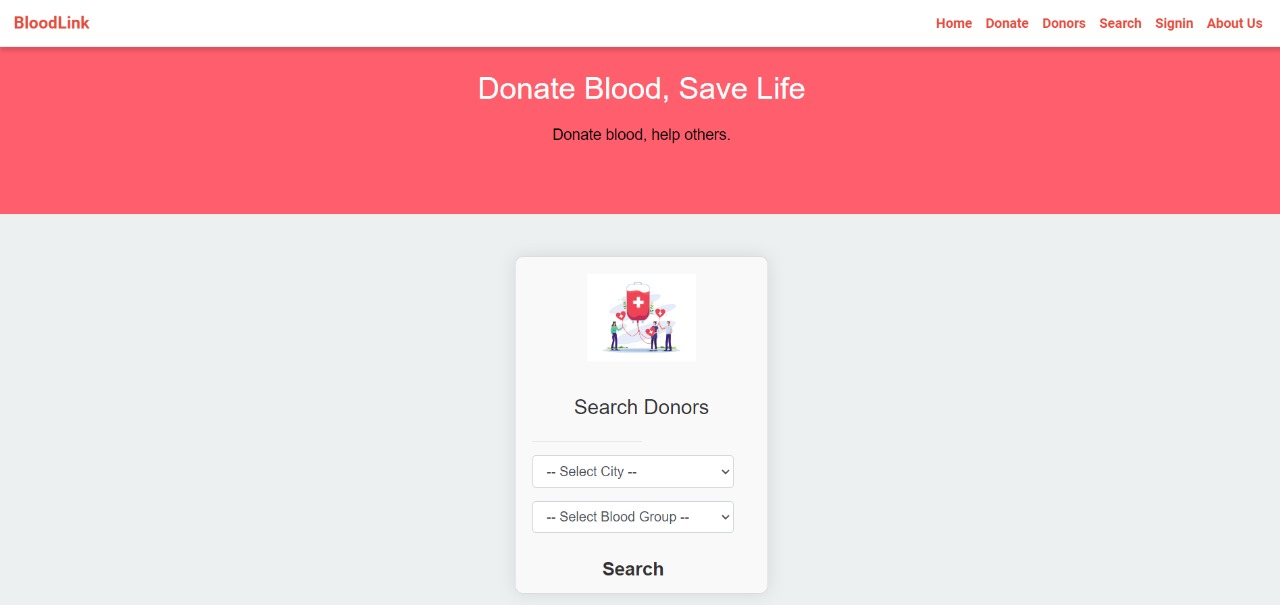 BloodLink
Home Donate Donors Search Signin About Us
Donate Blood, Save Life
Donate blood, help others.
Search Donors
-- Select City --
-- Select Blood Group --
Search